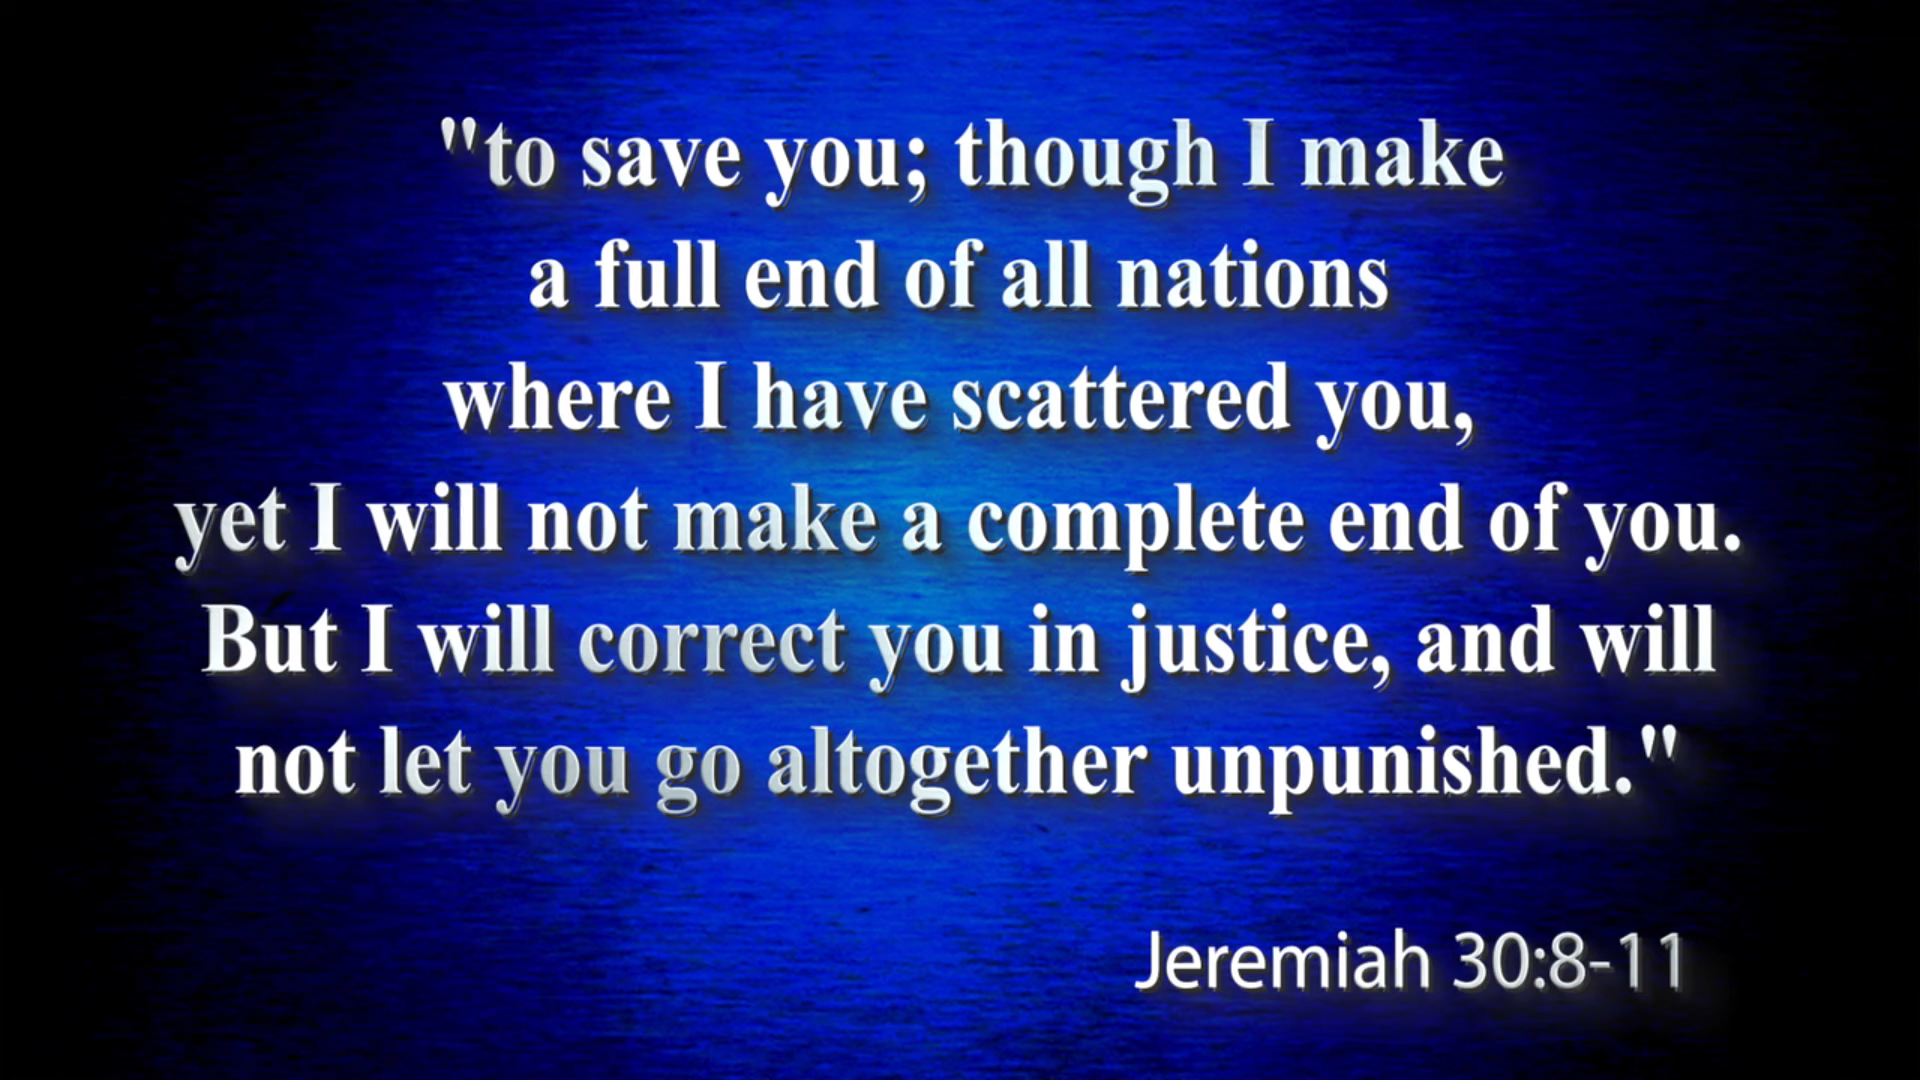 "to save you; though I make
a full end of all nations
where I have scattered you,
yet I will not make a complete end of you.
But I will correct you in justice, and will
not let you go altogether unpunished."
Jeremiah 30:8-11